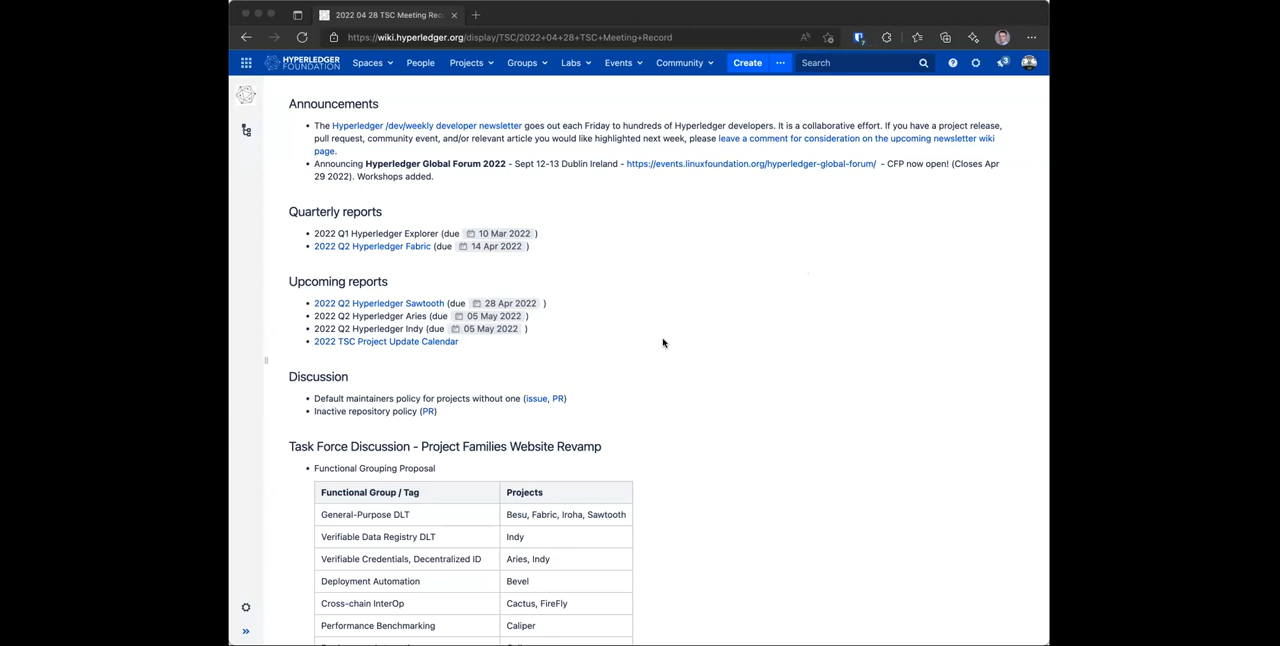 2022 04 28 TSC Meeting Rec
https://wiki.hyperledger.org/display/TSC/2022+04+28+TSC+Meeting+Record
HYPERLEDGER FOUNDATION Spaces People Projects Groups Labs Events Community Create ... Search
Announcements
• The Hyperledger /dev/weekly developer newsletter goes out each Friday to hundreds of Hyperledger developers. It is a collaborative effort. If you have a project release,
pull request, community event, and/or relevant article you would like highlighted next week, please leave a comment for consideration on the upcoming newsletter wiki
page.
• Announcing Hyperledger Global Forum 2022 - Sept 12-13 Dublin Ireland - https://events.linuxfoundation.org/hyperledger-global-forum/ - CFP now open! (Closes Apr
29 2022). Workshops added.
Quarterly reports
• 2022 Q1 Hyperledger Explorer (due 10 Mar 2022 )
• 2022 Q2 Hyperledger Fabric (due 14 Apr 2022 )
Upcoming reports
• 2022 Q2 Hyperledger Sawtooth (due 28 Apr 2022 )
• 2022 Q2 Hyperledger Aries (due 05 May 2022 )
• 2022 Q2 Hyperledger Indy (due 05 May 2022 )
• 2022 TSC Project Update Calendar
Discussion
• Default maintainers policy for projects without one (issue, PR)
• Inactive repository policy (PR)
Task Force Discussion - Project Families Website Revamp
• Functional Grouping Proposal
Functional Group / Tag Projects
General-Purpose DLT Besu, Fabric, Iroha, Sawtooth
Verifiable Data Registry DLT Indy
Verifiable Credentials, Decentralized ID Aries, Indy
Deployment Automation Bevel
Cross-chain InterOp Cactus, FireFly
Performance Benchmarking Caliper